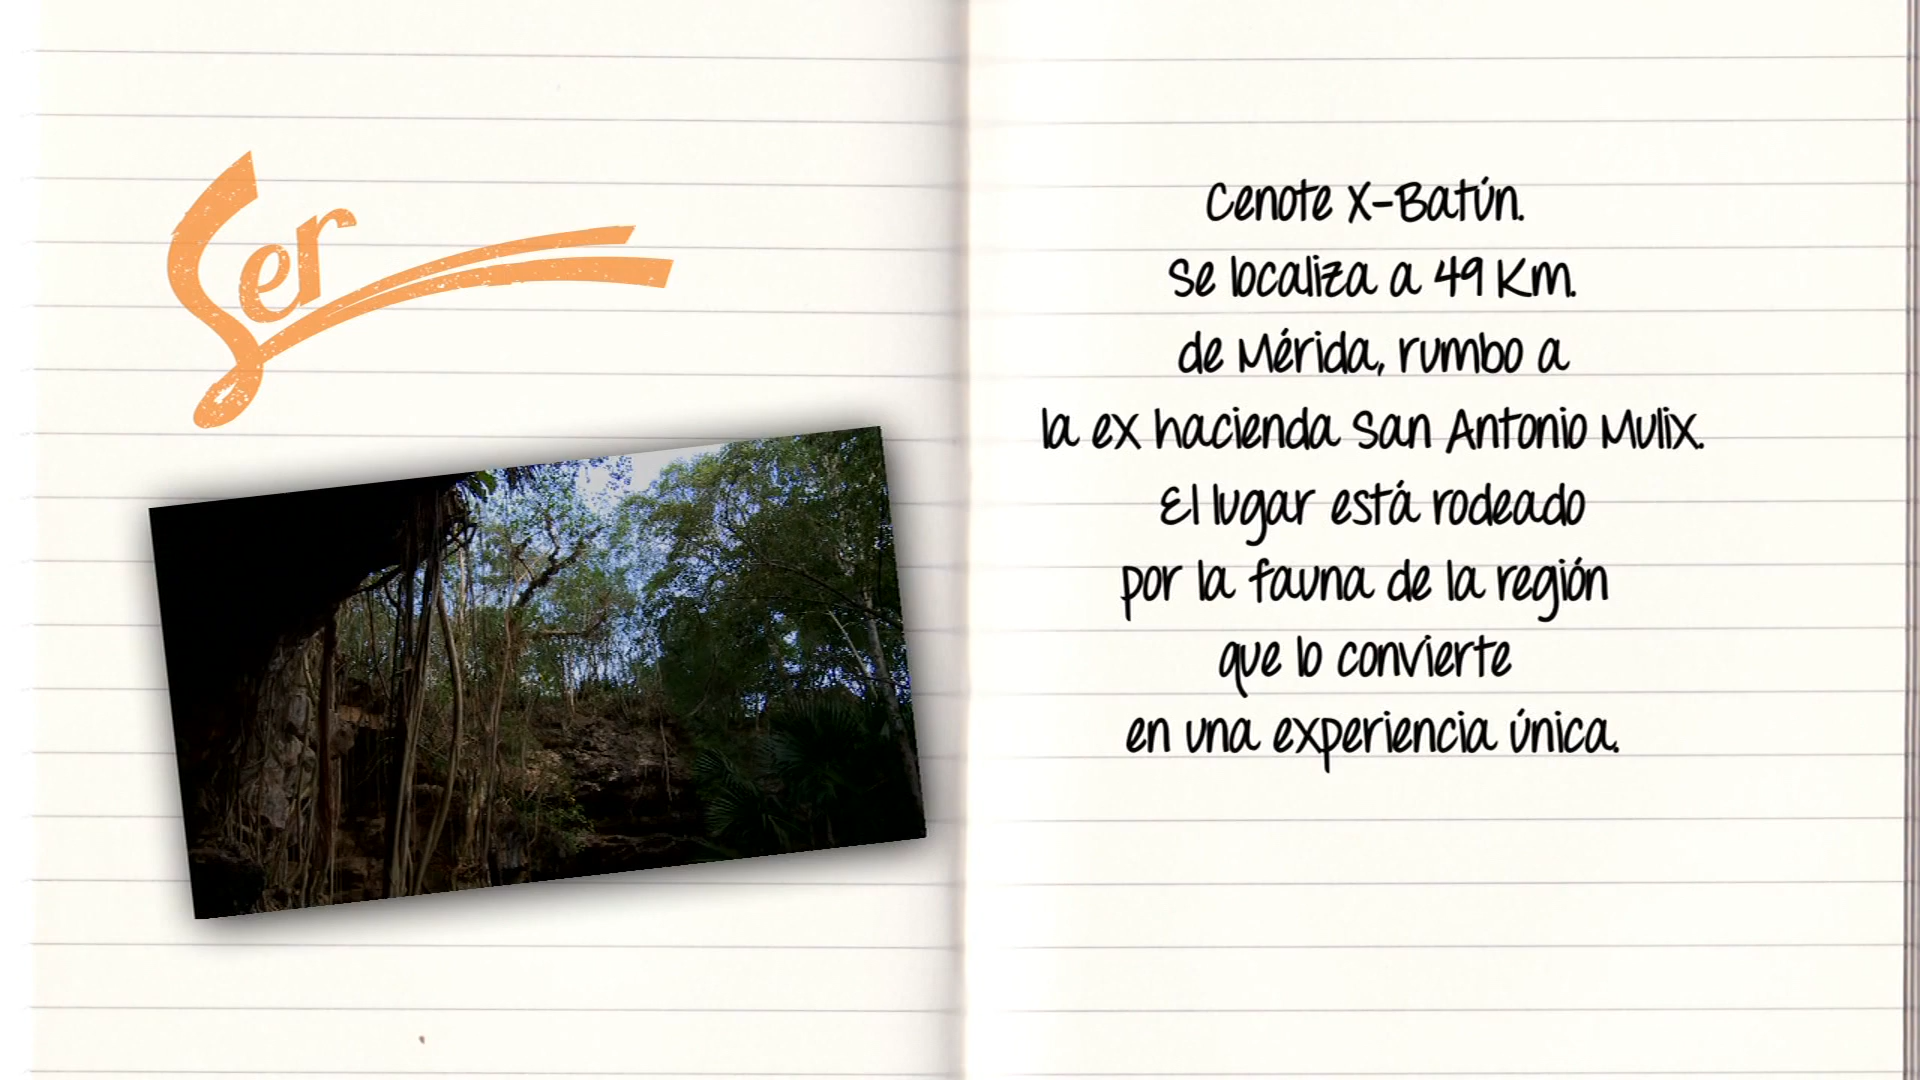 Ser
Cenote X-Batún.
Se localiza a 49 Km.
de Mérida, rumbo a
la ex hacienda San Antonio Mulix.
El lugar está rodeado
por la fauna de la región
que lo convierte
en una experiencia única.